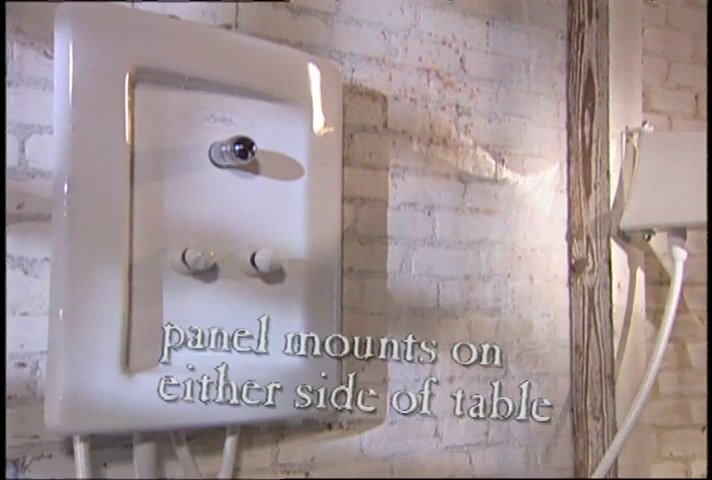 panel mounts on
either side of table